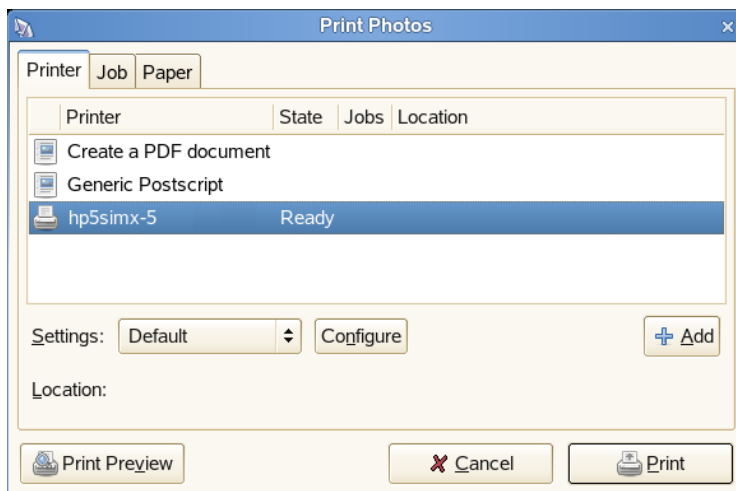 Print Photos
Printer Job Paper
Printer State Jobs Location
Create a PDF document
Generic Postscript
hp5simx-5 Ready
Settings: Default Configure Add
Location:
Print Preview Cancel Print